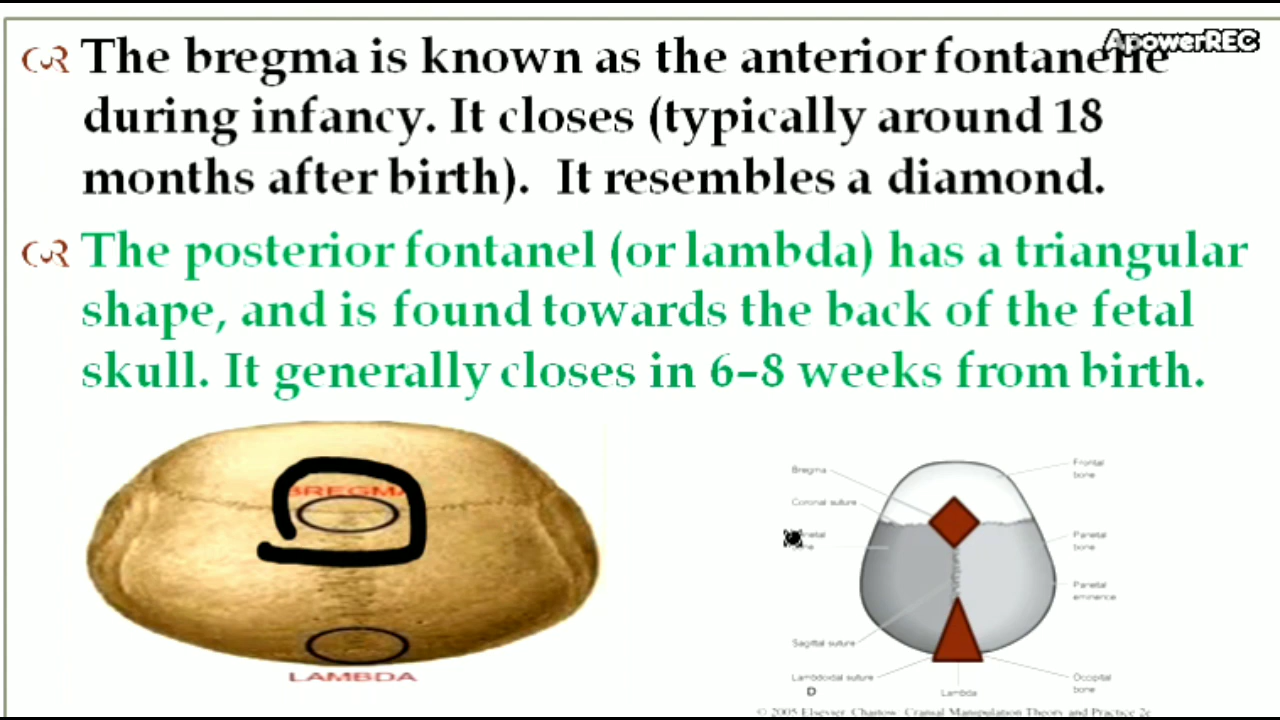 ApowerREC
The bregma is known as the anterior fontanelle
during infancy. It closes (typically around 18
months after birth). It resembles a diamond.
The posterior fontanel (or lambda) has a triangular
shape, and is found towards the back of the fetal
skull. It generally closes in 6–8 weeks from birth.
BREGMA
LAMBDA
Bregma
Coronal suture
bone
Sagittal suture
Lambdoidal suture
D
Frontal
bone
Parietal
bone
Parietal
eminence
Occipital
bone
Lambda
© 2005 Elsevier, Chaitow, Cranial Manipulation Theory and Practice 2e